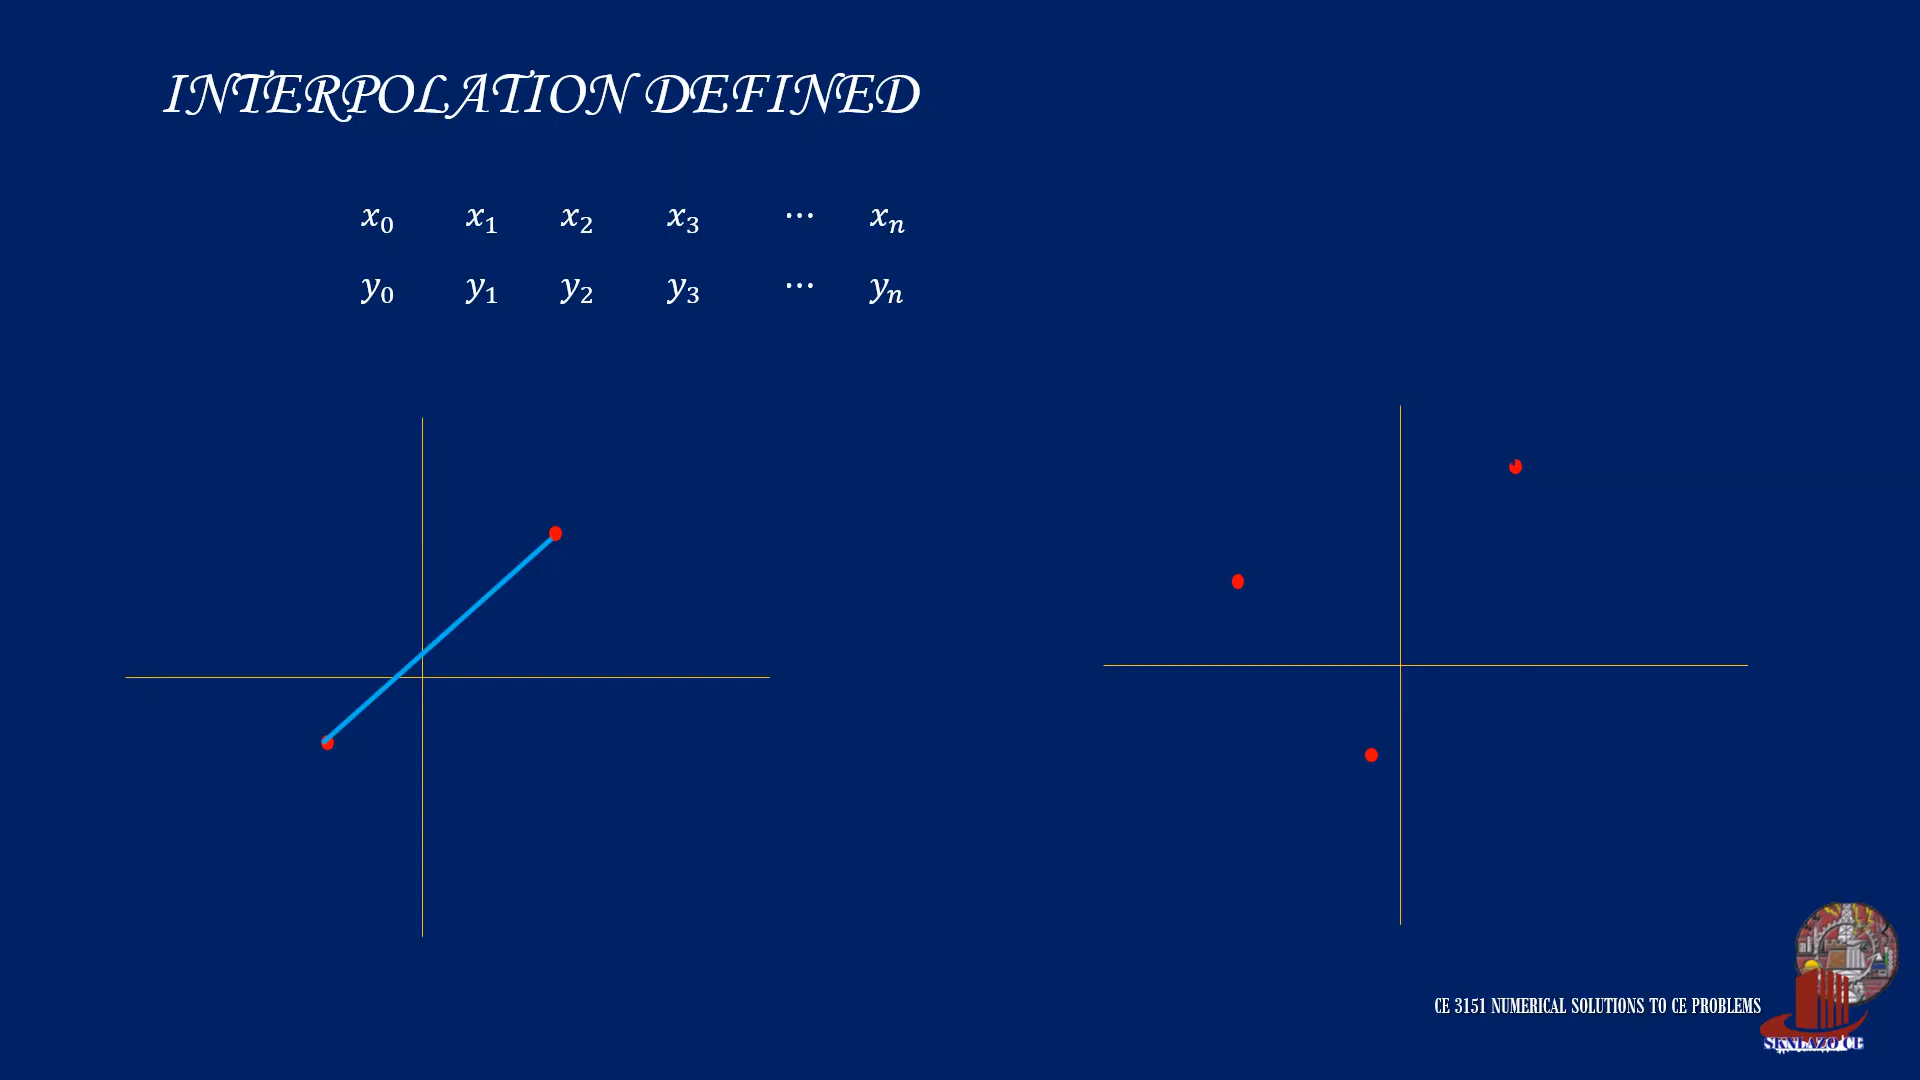 INTERPOLATION DEFINED
x₀ x₁ x₂ x₃ ⋯ xₙ
y₀ y₁ y₂ y₃ ⋯ yₙ
CE 3151 NUMERICAL SOLUTIONS TO CE PROBLEMS